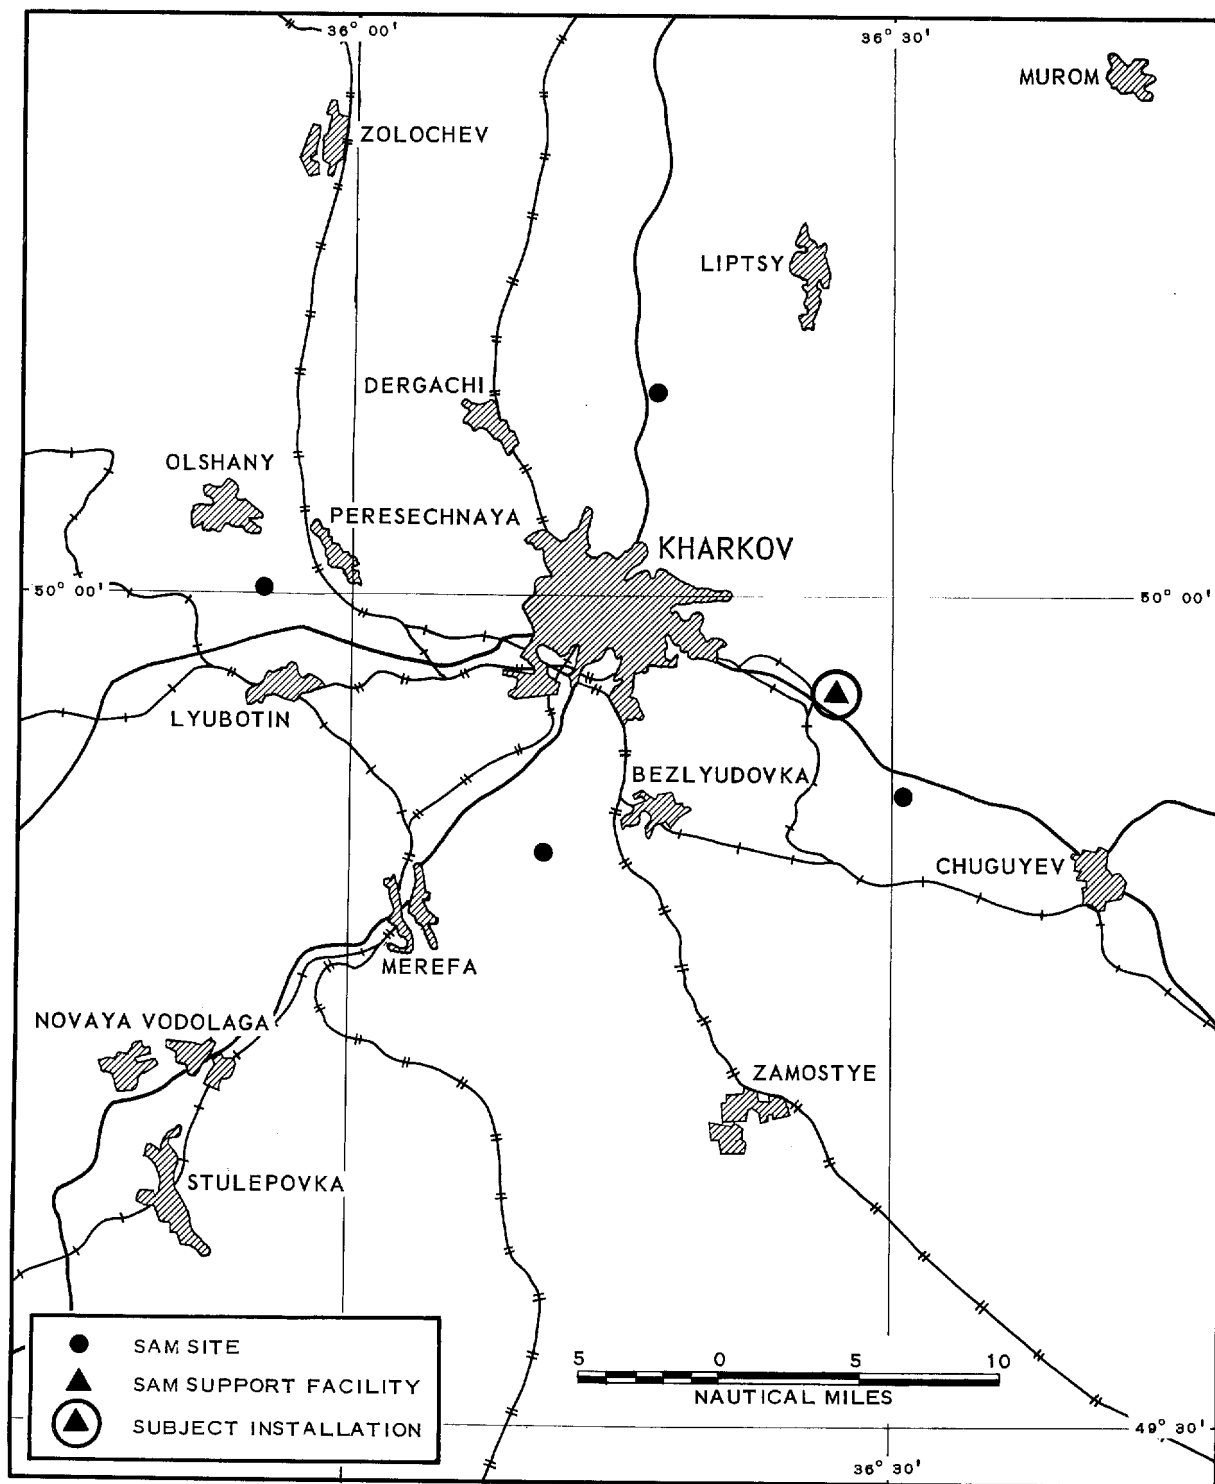 36° 00'
36° 30'
MUROM
ZOLOCHEV
LIPTSY
DERGACHI
OLSHANY
PERESECHNAYA
KHARKOV
50° 00'
50° 00'
LYUBOTIN
BEZLYUDOVKA
CHUGUYEV
MEREFA
NOVAYA VODOLAGA
ZAMOSTYE
STULEPOVKA
SAM SITE
SAM SUPPORT FACILITY
SUBJECT INSTALLATION
5 0 5 10
NAUTICAL MILES
49° 30'
36° 30'